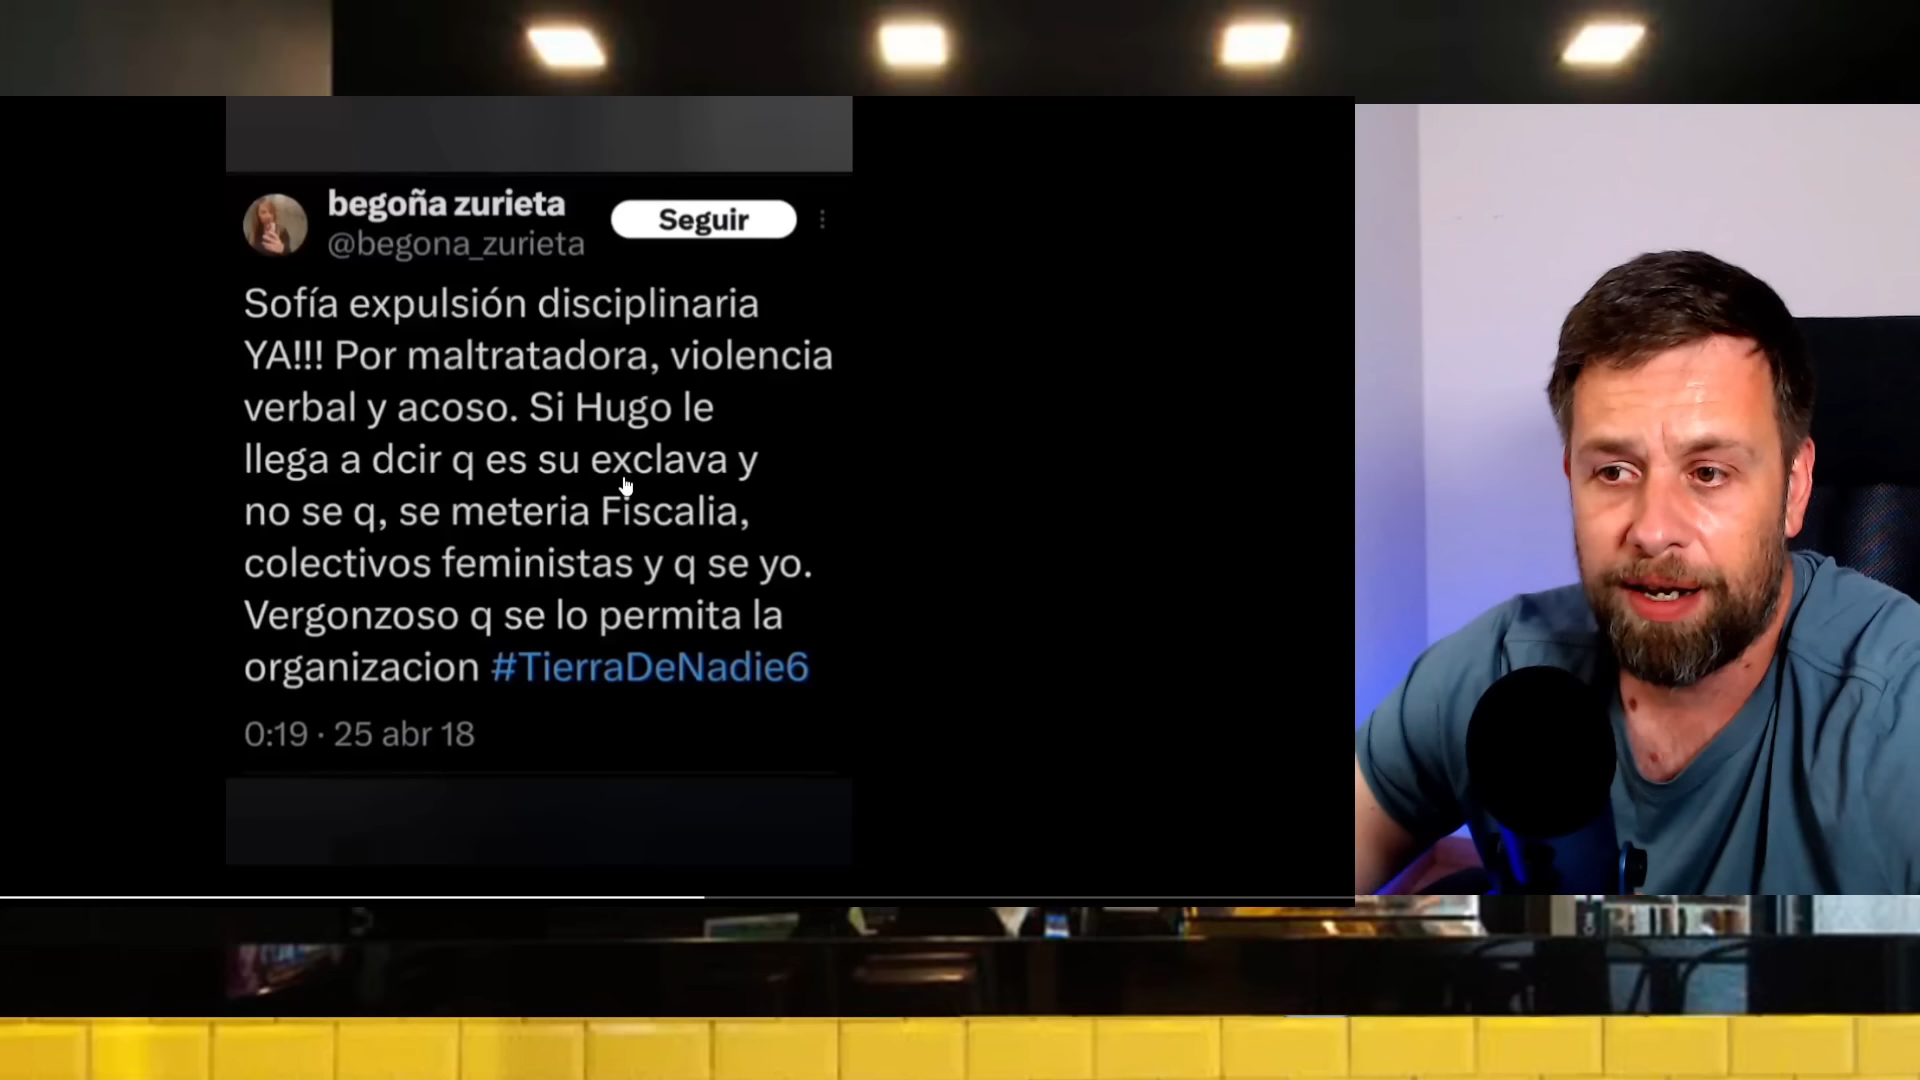 begoña zurieta
Seguir
@begona_zurieta
Sofía expulsión disciplinaria
YA!!! Por maltratadora, violencia
verbal y acoso. Si Hugo le
llega a dcir q es su exclava y
no se q, se meteria Fiscalia,
colectivos feministas y q se yo.
Vergonzoso q se lo permita la
organizacion #TierraDeNadie6
0:19 · 25 abr 18